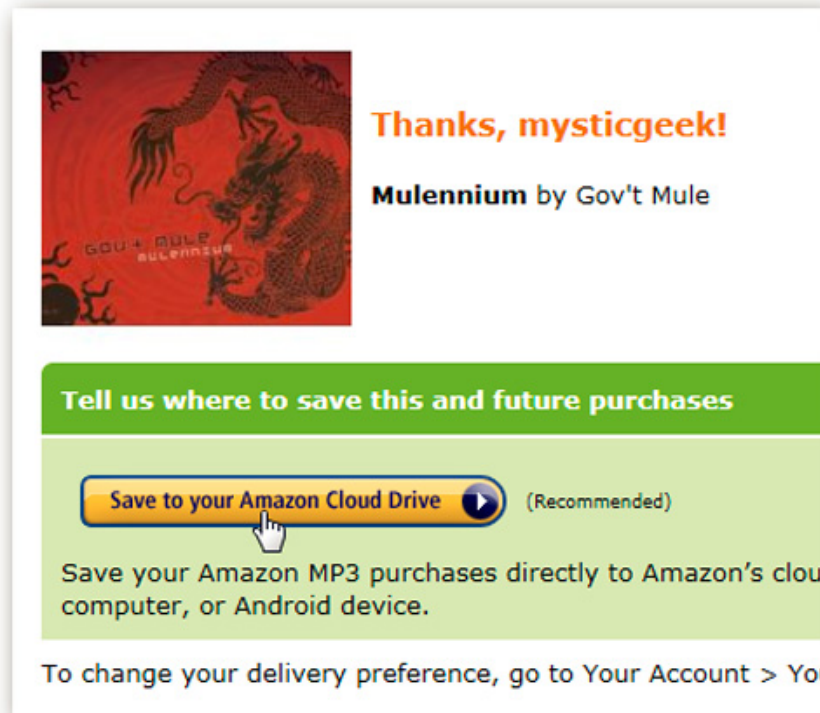 Thanks, mysticgeek!
Mulennium by Gov't Mule
GOV'T MULE
MULENNIUM
Tell us where to save this and future purchases
Save to your Amazon Cloud Drive (Recommended)
Save your Amazon MP3 purchases directly to Amazon’s
computer, or Android device.
To change your delivery preference, go to Your Account >